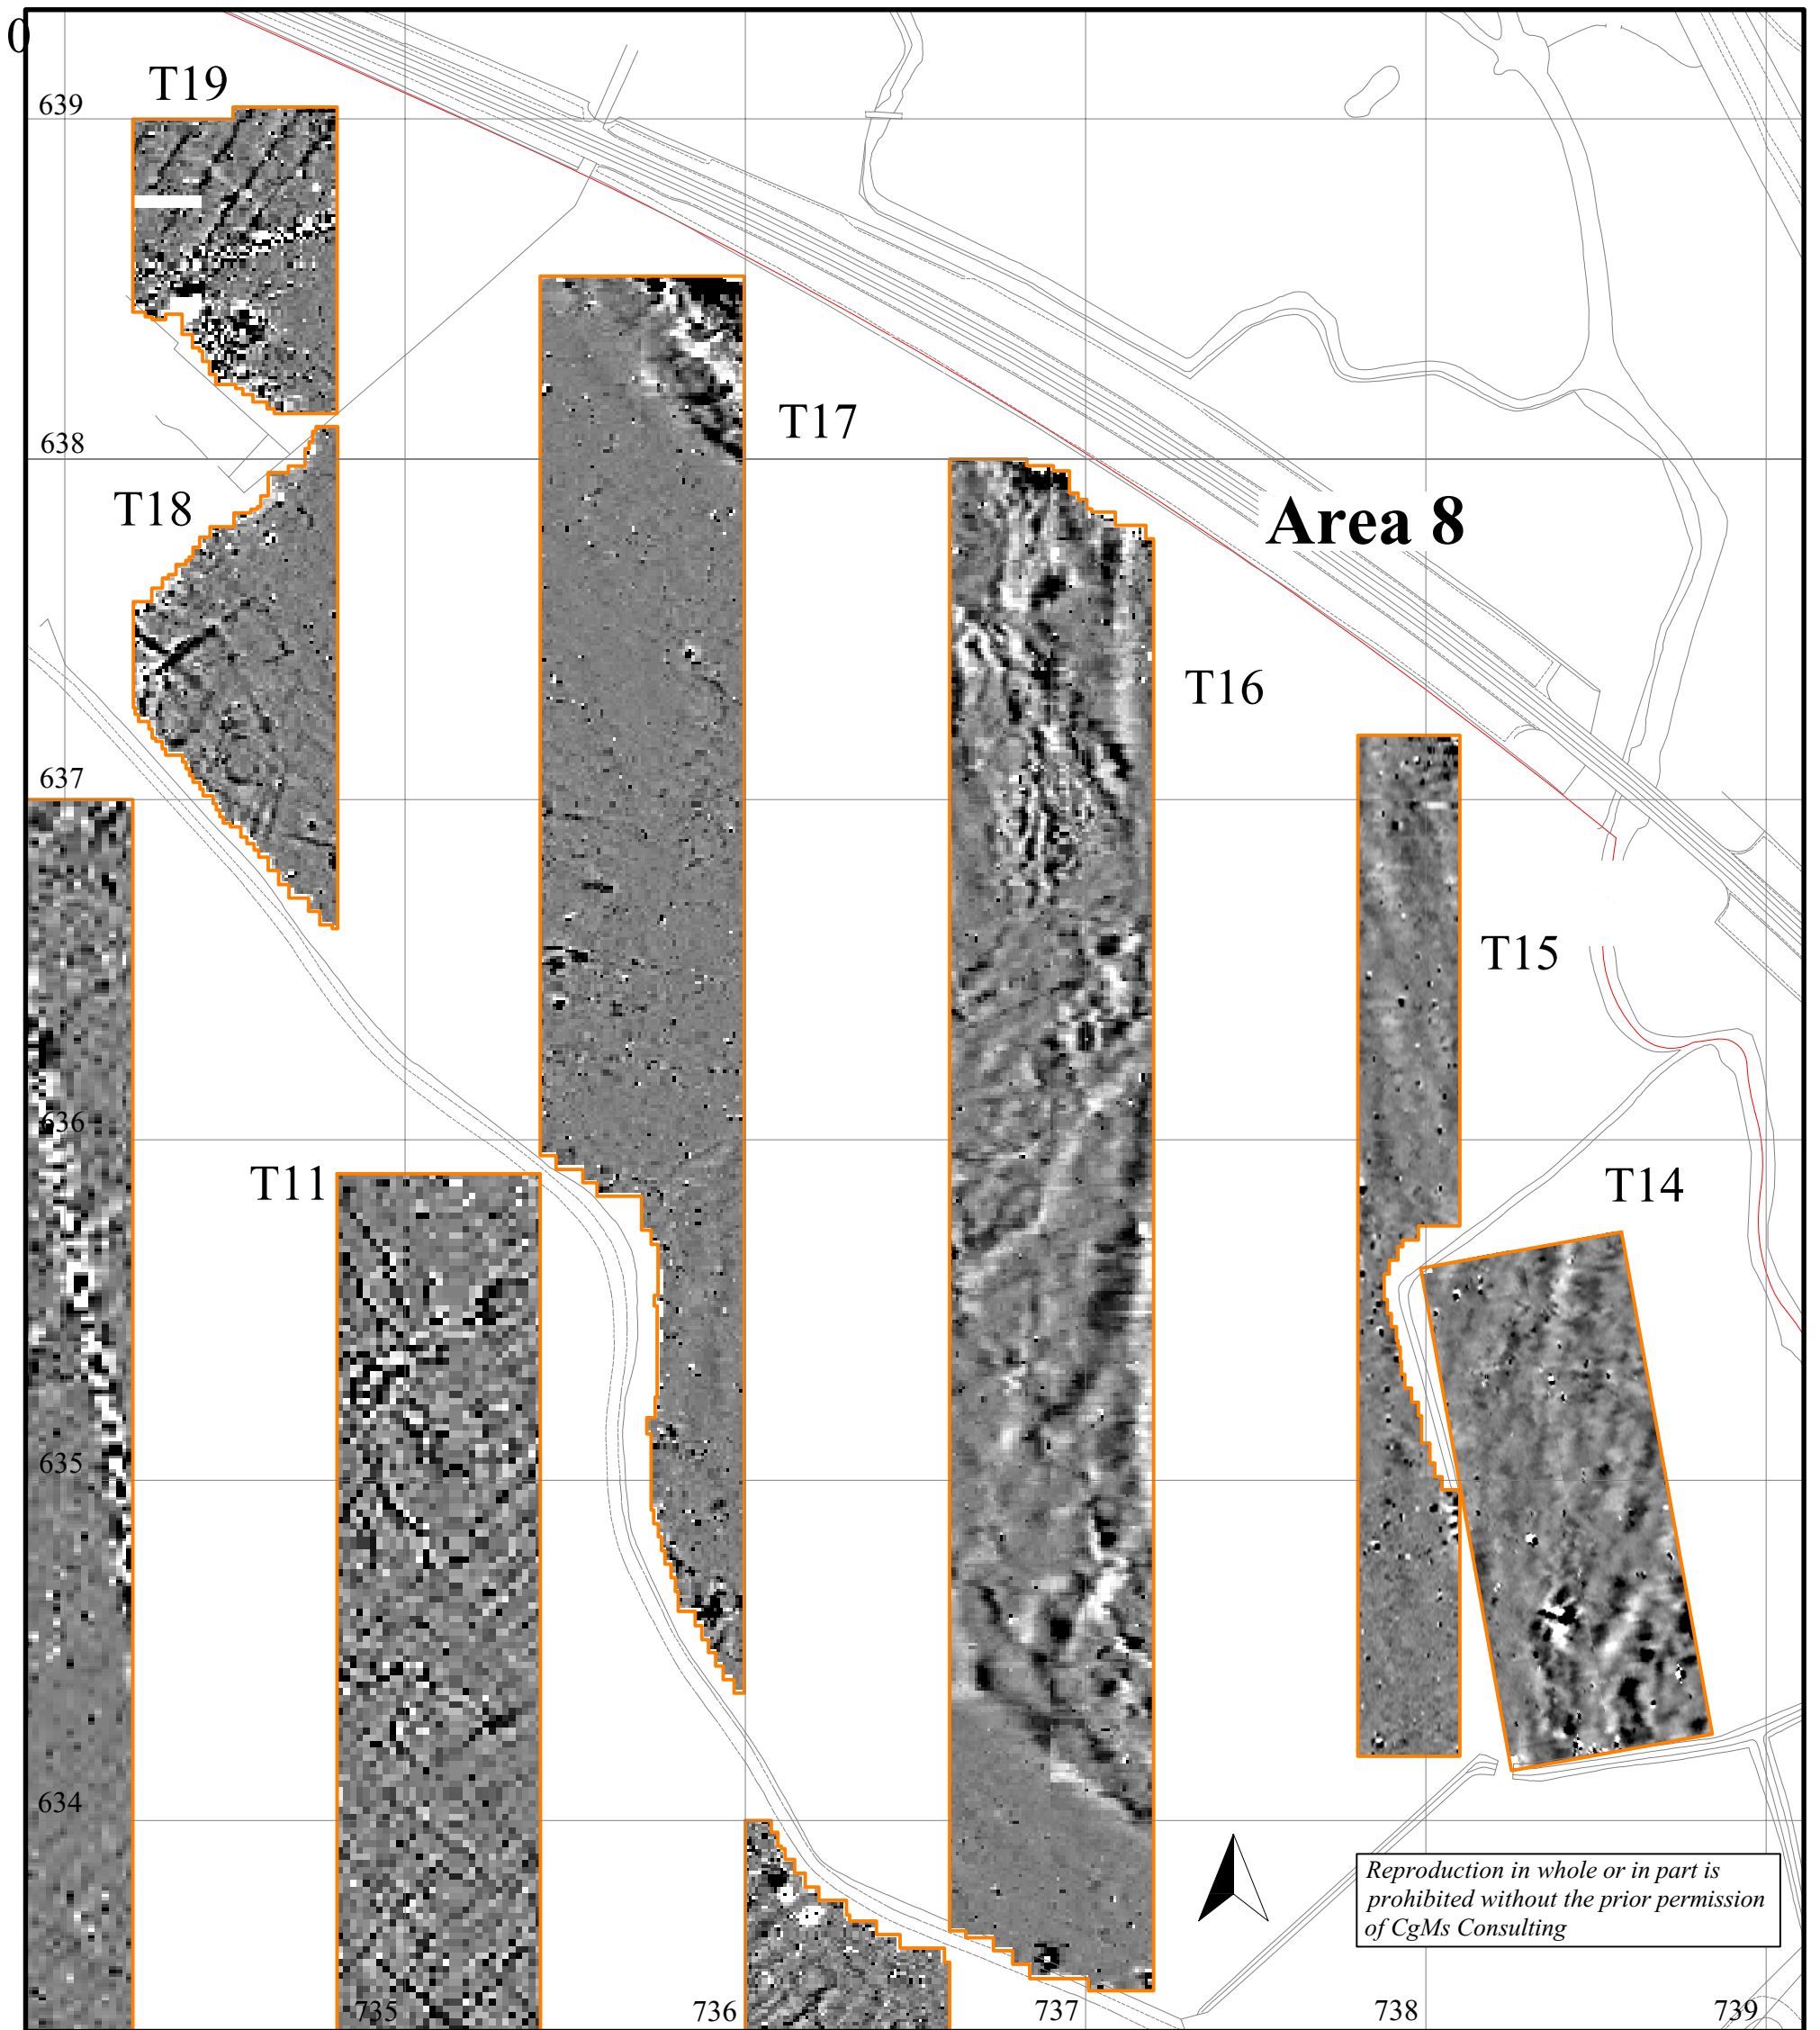 0
T19
639
T17
638
Area 8
T18
T16
637
T15
636
T11
T14
635
634
Reproduction in whole or in part is
prohibited without the prior permission
of CgMs Consulting
735
736
737
738
739